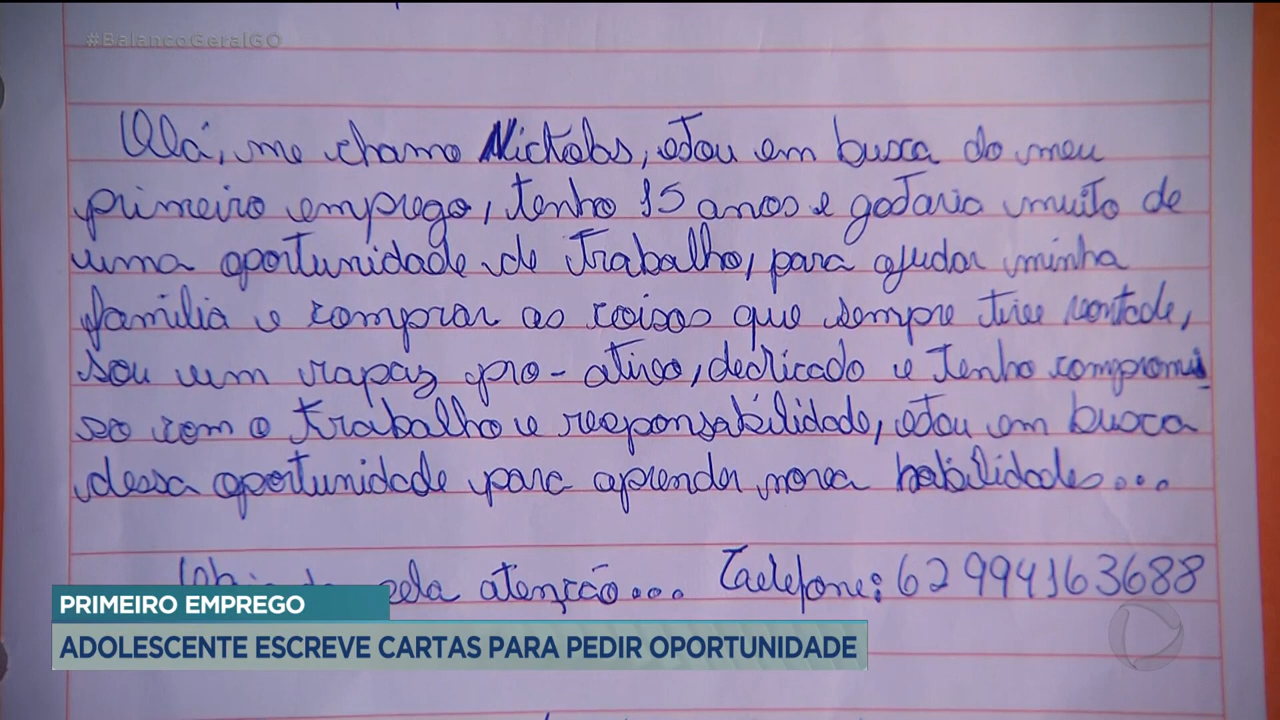 #BalancoGeralGO
Olá, me chamo Nickolas, estou em busca do meu
primeiro emprego, tenho 15 anos e gostaria muito de
uma oportunidade de trabalho, para ajudar minha
família e comprar as coisas que sempre tive vontade,
sou um rapaz pro-ativo, dedicado e tenho compromis
so com o trabalho e responsabilidade, estou em busca
dessa oportunidade para aprender novas habilidades...
pela atenção... Telefone: 62 994163688
PRIMEIRO EMPREGO
ADOLESCENTE ESCREVE CARTAS PARA PEDIR OPORTUNIDADE